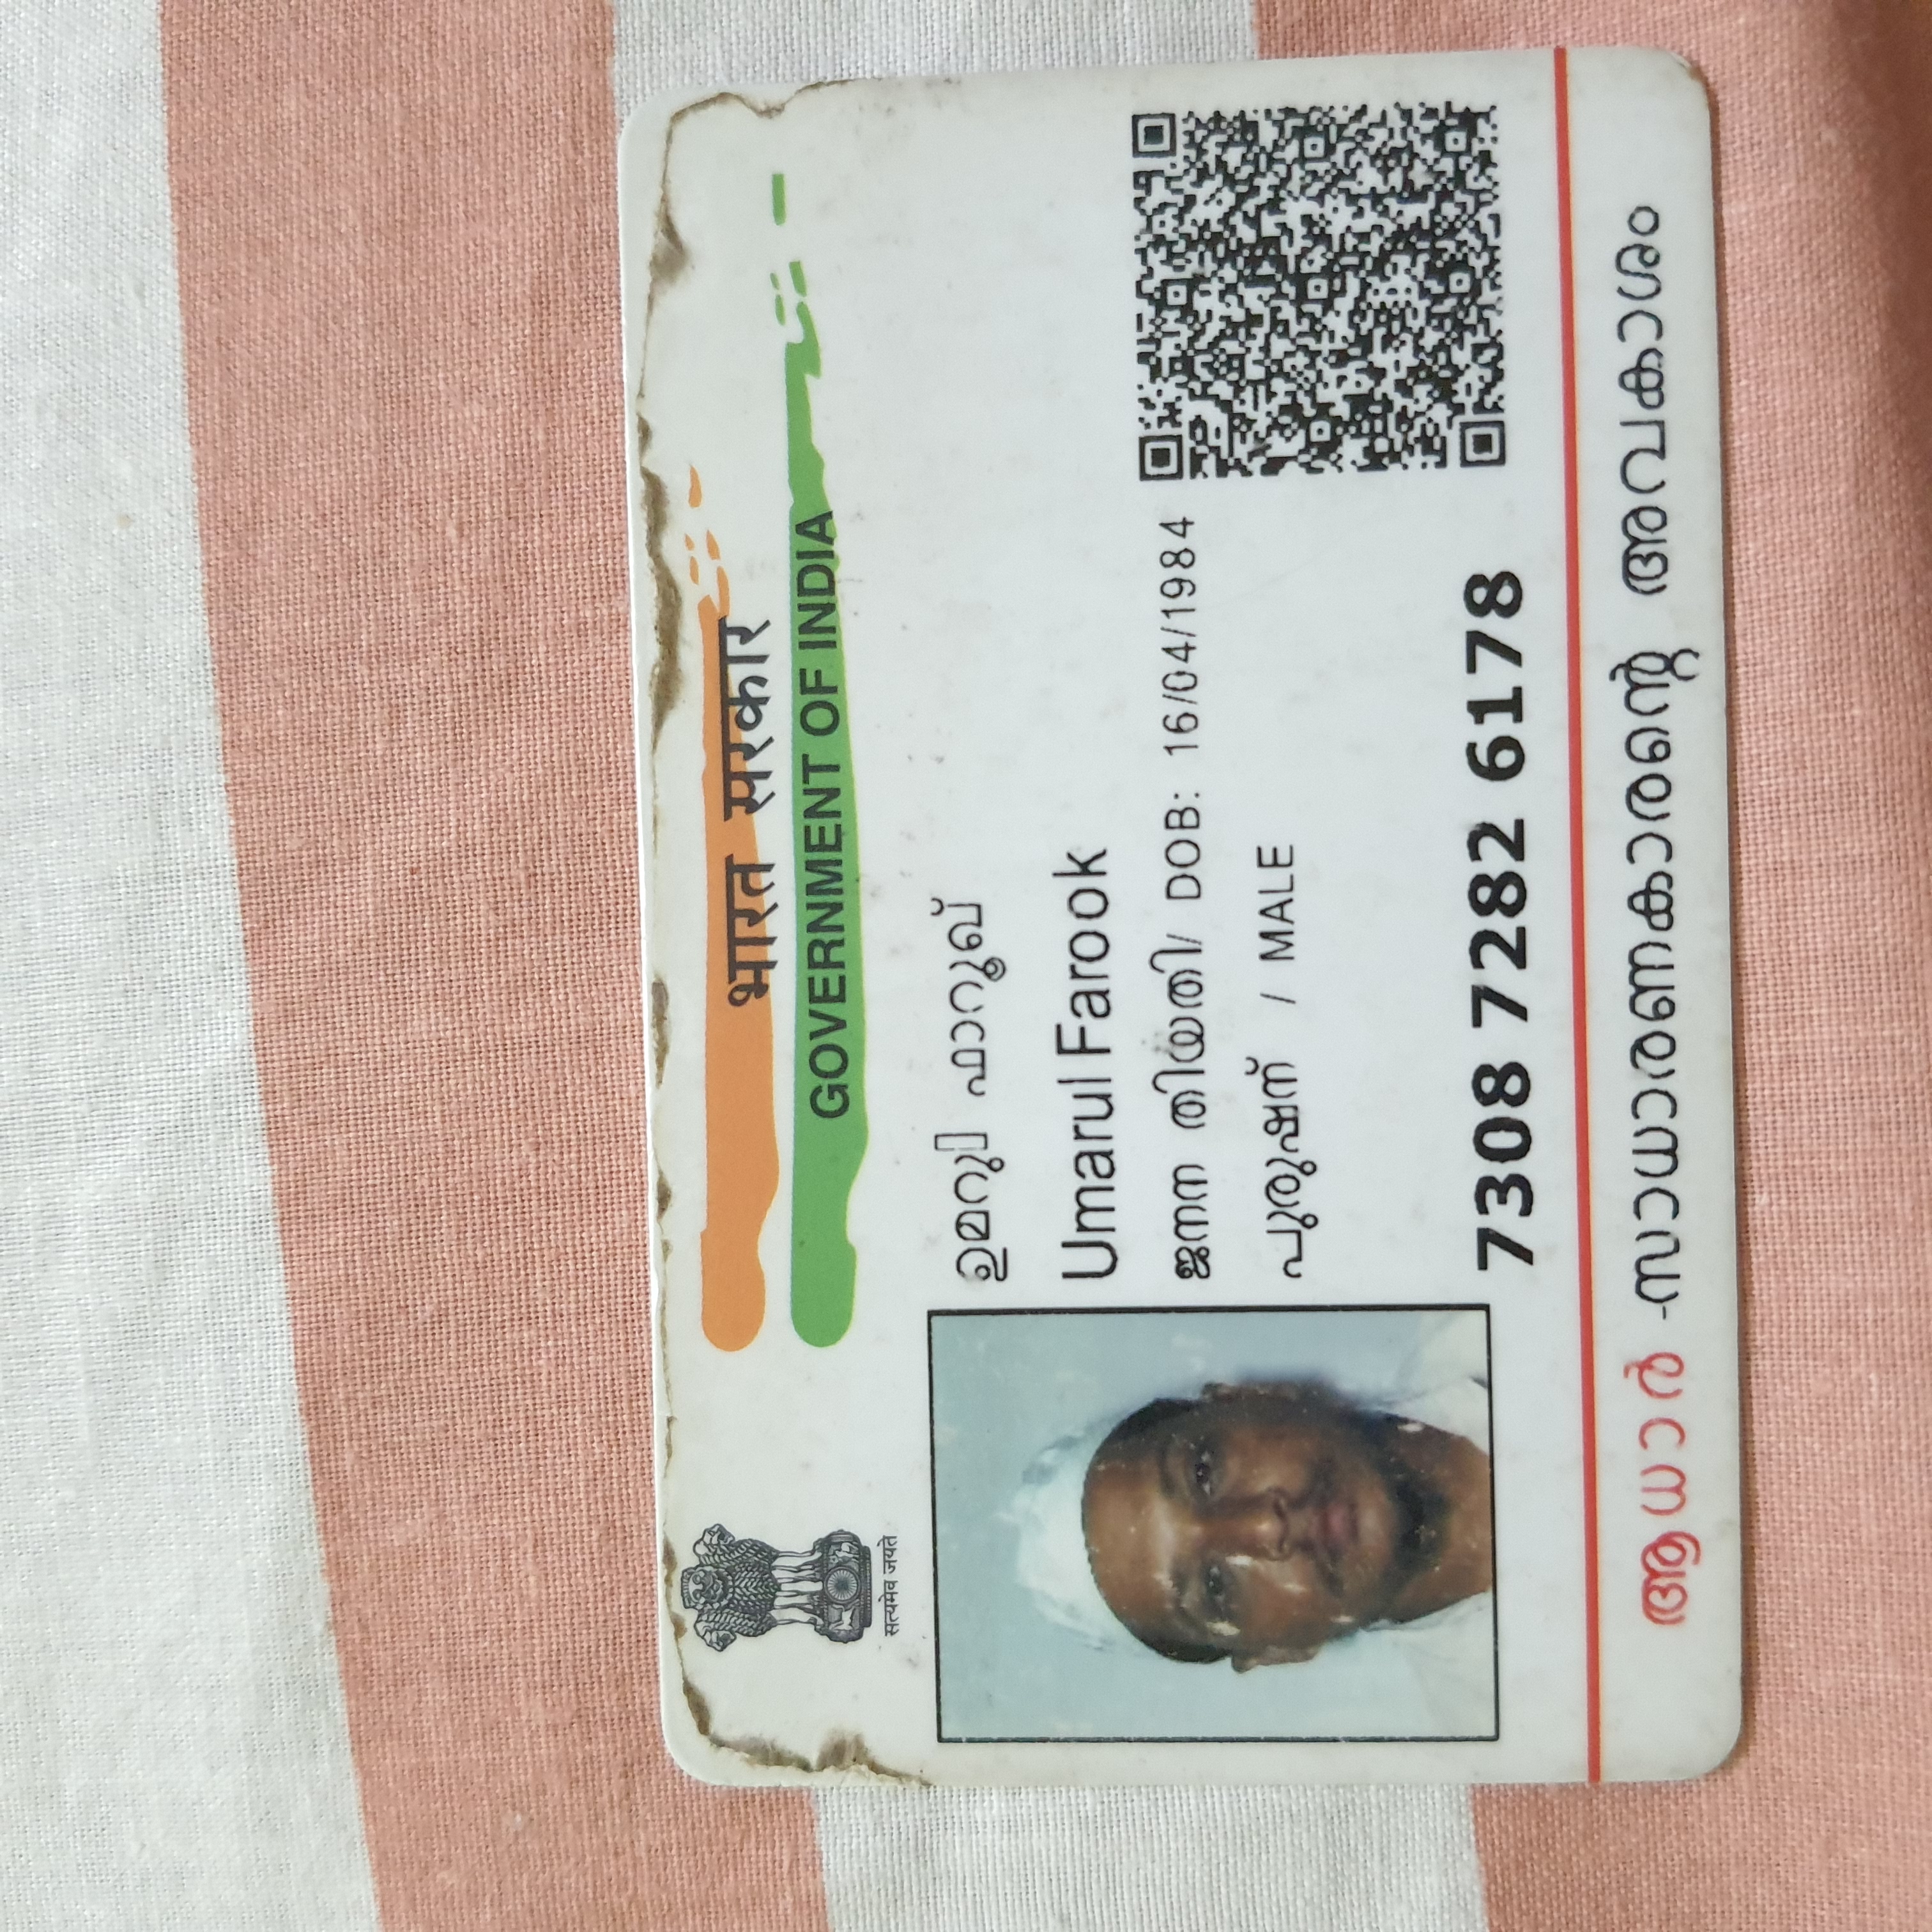 भारत सरकार
GOVERNMENT OF INDIA
सत्यमेव जयते
ഫാറൂഖ്
Umarul Farook
ജനന തിയതി/ DOB: 16/04/1984
പുരുഷന് / MALE
7308 7282 6178
ആധാർ -സാധാരണകാരന്റെ അവകാശം